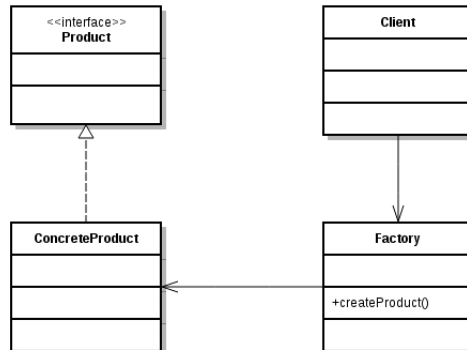 <<interface>>
Product
Client
ConcreteProduct
Factory
+createProduct()